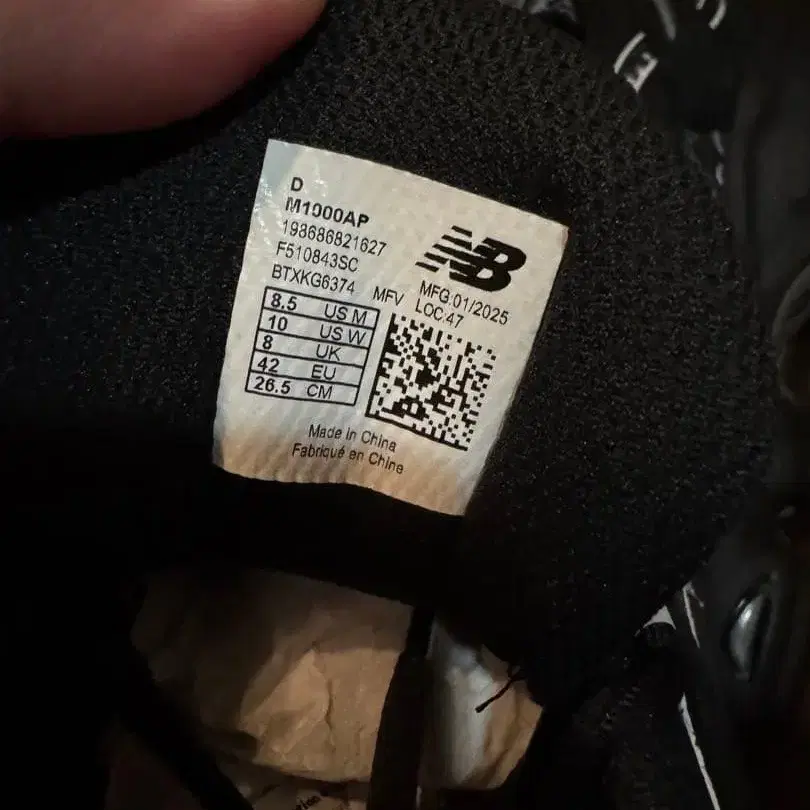 D
M1000AP
198686821627
F510843SC
BTXKG6374 MFV
NB
MFG:01/2025
LOC:47
8.5 US M
10 US W
8 UK
42 EU
26.5 CM
Made in China
Fabriqué en Chine